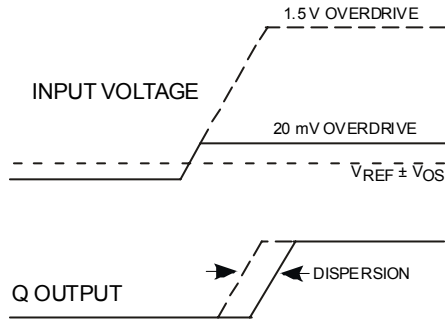 1.5 V OVERDRIVE
INPUT VOLTAGE
20 mV OVERDRIVE
VREF ± VOS
DISPERSION
Q OUTPUT